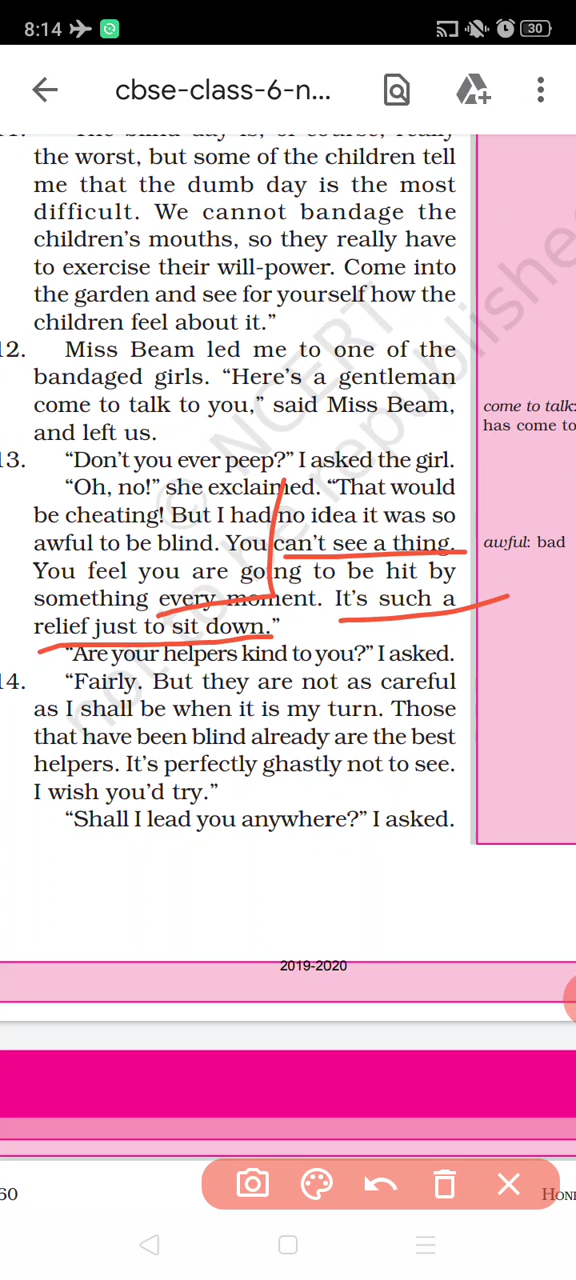 8:14 30
cbse-class-6-n...
the worst, but some of the children tell
me that the dumb day is the most
difficult. We cannot bandage the
children's mouths, so they really have
to exercise their will-power. Come into
the garden and see for yourself how the
children feel about it."
12. Miss Beam led me to one of the
bandaged girls. "Here's a gentleman
come to talk to you," said Miss Beam,
and left us.
come to talk:
has come to
13. "Don't you ever peep?" I asked the girl.
"Oh, no!" she exclaimed. "That would
be cheating! But I had no idea it was so
awful to be blind. You can't see a thing.
awful: bad
You feel you are going to be hit by
something every moment. It's such a
relief just to sit down."
"Are your helpers kind to you?" I asked.
14. "Fairly. But they are not as careful
as I shall be when it is my turn. Those
that have been blind already are the best
helpers. It's perfectly ghastly not to see.
I wish you'd try."
"Shall I lead you anywhere?" I asked.
© NCERT
not to be republished
2019-2020
60